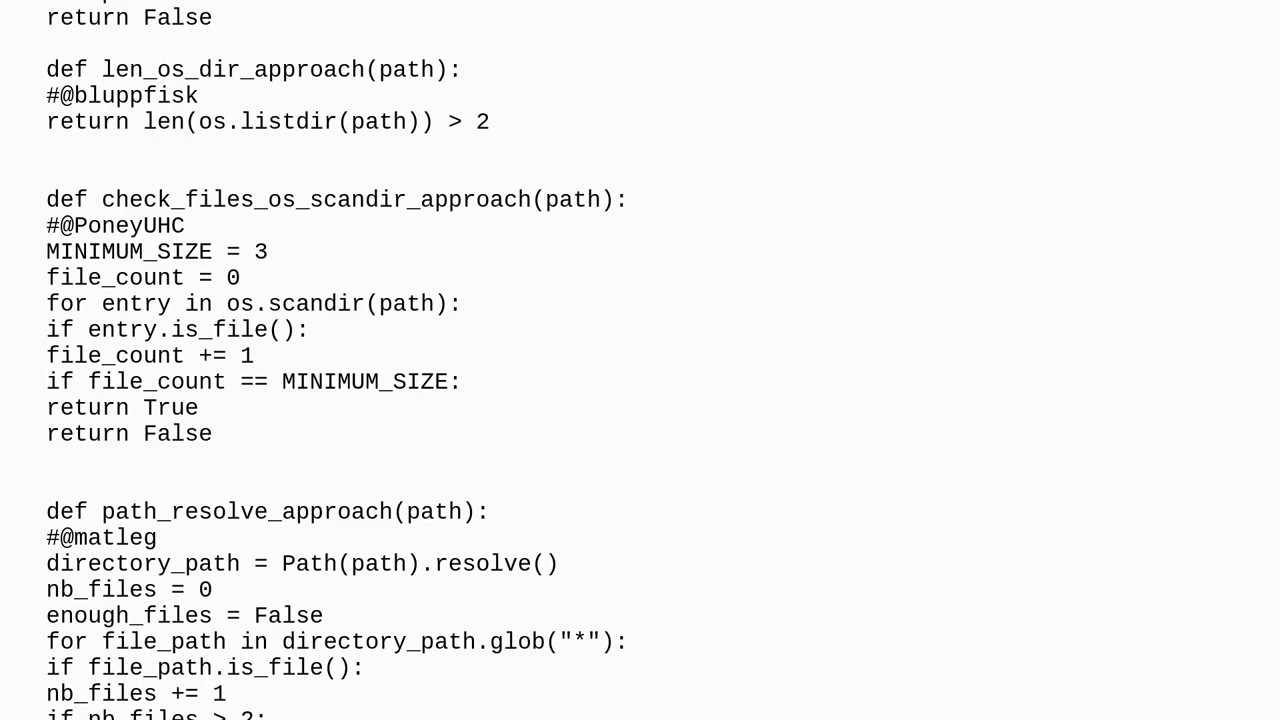 return False
def len_os_dir_approach(path):
#@bluppfisk
return len(os.listdir(path)) > 2
def check_files_os_scandir_approach(path):
#@PoneyUHC
MINIMUM_SIZE = 3
file_count = 0
for entry in os.scandir(path):
if entry.is_file():
file_count += 1
if file_count == MINIMUM_SIZE:
return True
return False
def path_resolve_approach(path):
#@matleg
directory_path = Path(path).resolve()
nb_files = 0
enough_files = False
for file_path in directory_path.glob("*"):
if file_path.is_file():
nb_files += 1
if nb_files > 2: